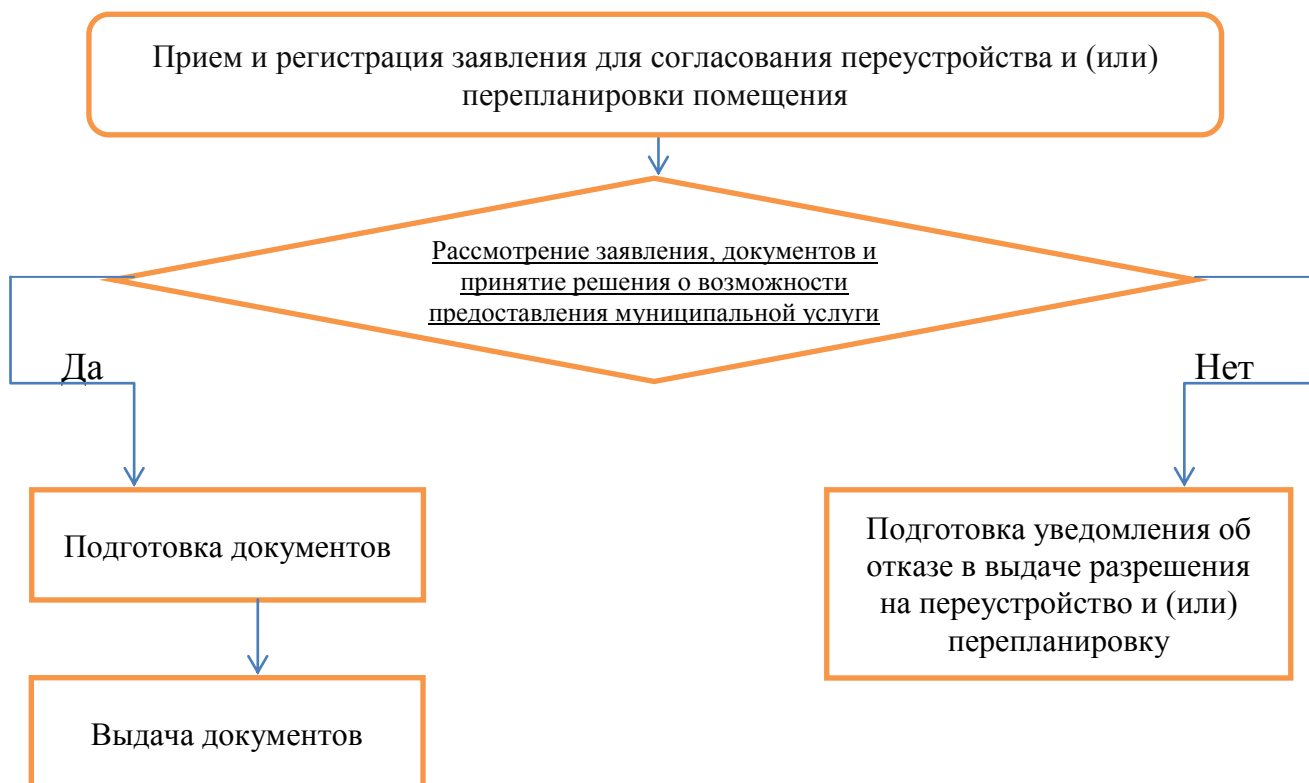 Прием и регистрация заявления для согласования переустройства и (или)
перепланировки помещения
Рассмотрение заявления, документов и
принятие решения о возможности
предоставления муниципальной услуги
Да
Нет
Подготовка документов
Подготовка уведомления об
отказе в выдаче разрешения
на переустройство и (или)
перепланировку
Выдача документов